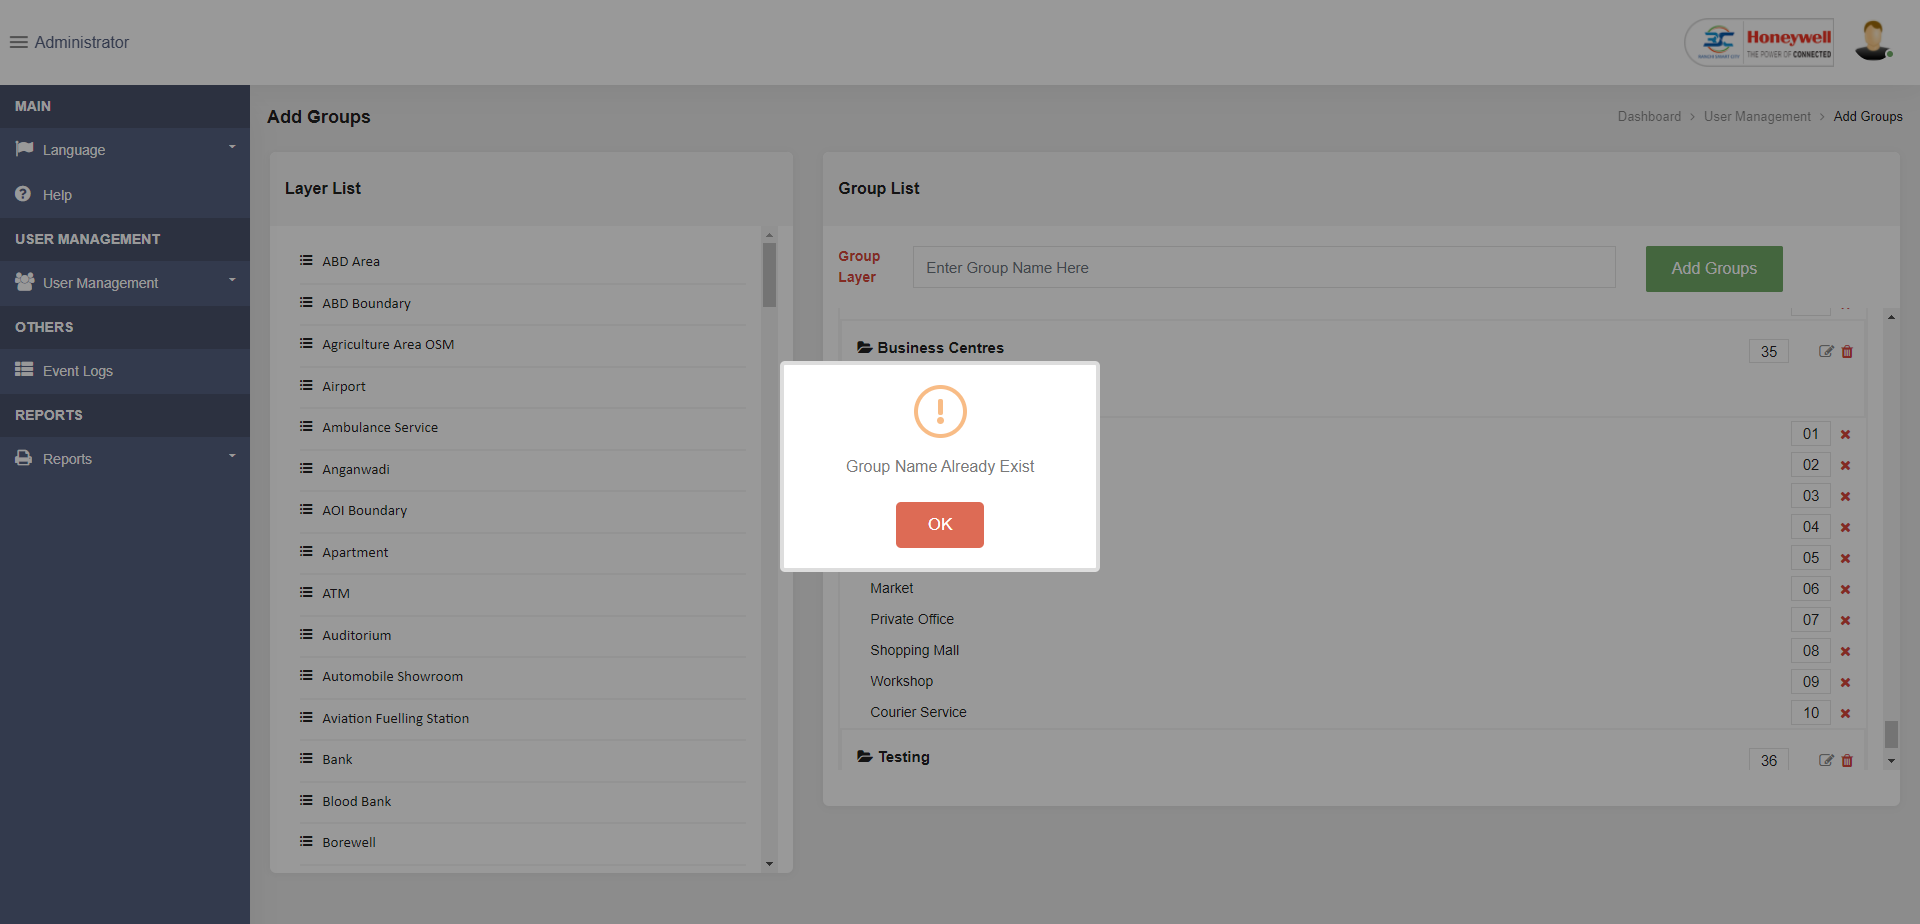 Administrator
Honeywell
THE POWER OF CONNECTED
MAIN
Language
Help
USER MANAGEMENT
User Management
OTHERS
Event Logs
REPORTS
Reports
Add Groups
Dashboard > User Management > Add Groups
Layer List
ABD Area
ABD Boundary
Agriculture Area OSM
Airport
Ambulance Service
Anganwadi
AOI Boundary
Apartment
ATM
Auditorium
Automobile Showroom
Aviation Fuelling Station
Bank
Blood Bank
Borewell
Group List
Group
Layer
Enter Group Name Here
Add Groups
Business Centres
35
Group Name Already Exist
OK
01
02
03
04
05
Market
06
Private Office
07
Shopping Mall
08
Workshop
09
Courier Service
10
Testing
36